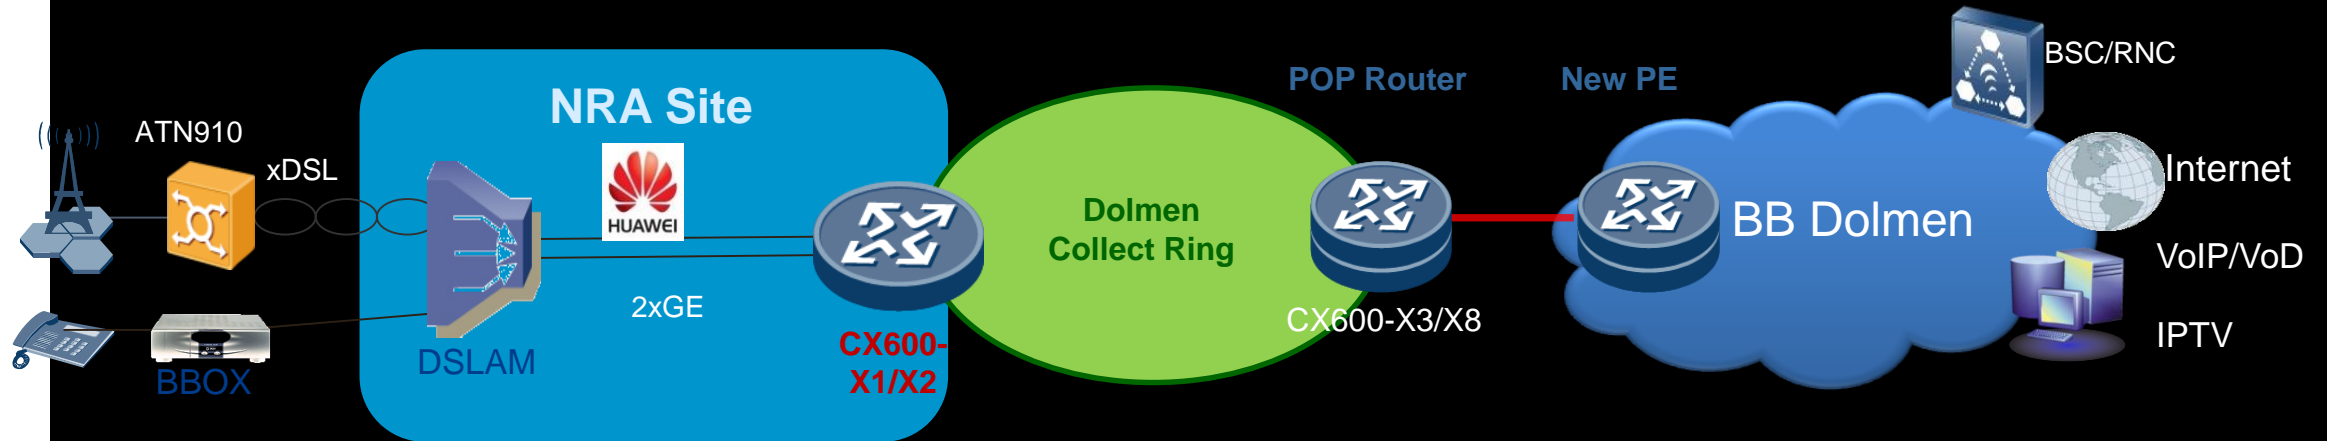 BSC/RNC
POP Router
New PE
NRA Site
ATN910
xDSL
HUAWEI
Internet
Dolmen
Collect Ring
BB Dolmen
VoIP/VoD
2xGE
CX600-X3/X8
IPTV
CX600-
X1/X2
DSLAM
BBOX